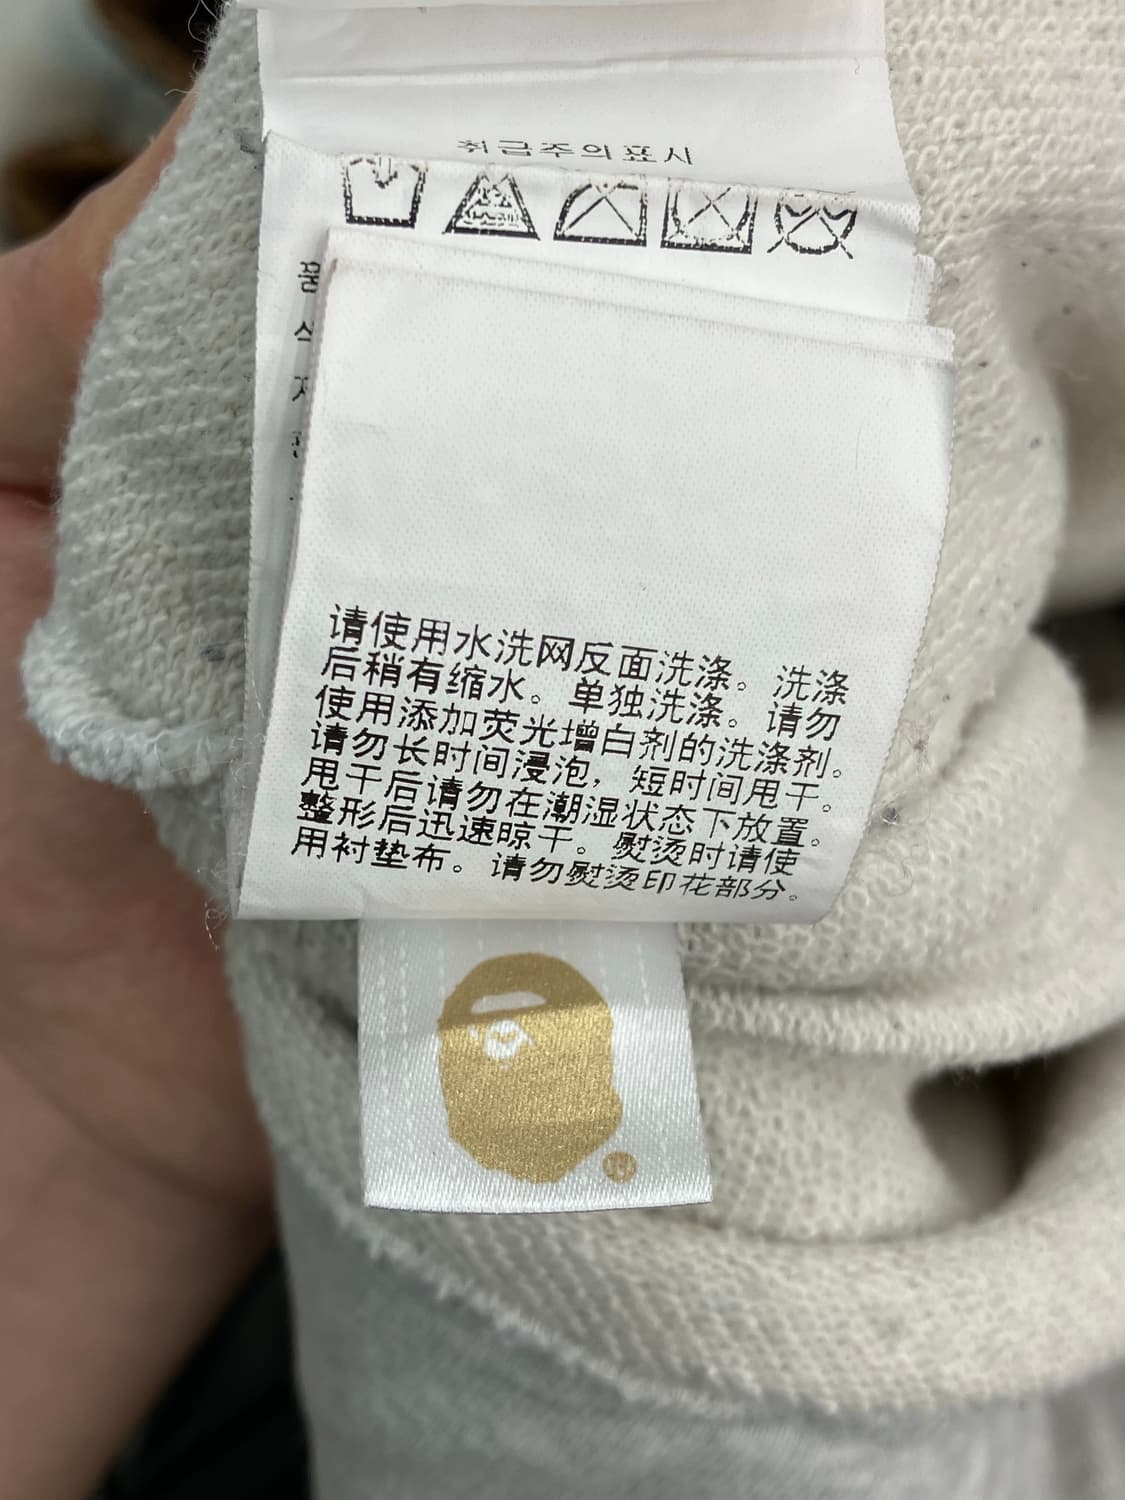 취급주의표시
请使用水洗网反面洗涤。洗涤
后稍有缩水。单独洗涤。请勿
使用添加荧光增白剂的洗涤剂。
请勿长时间浸泡，短时间甩干。
甩干后请勿在潮湿状态下放置。
整形后迅速晾干。熨烫时请使
用衬垫布。请勿熨烫印花部分。
®